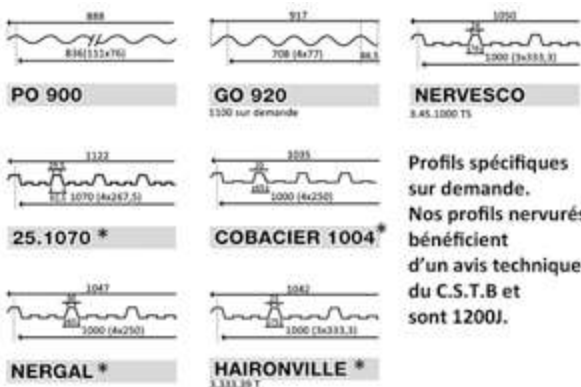 888
836(111x76)
PO 900
917
708 (4x77)
88,5
GO 920
1100 sur demande
1050
1000 (3x333,3)
NERVESCO
3.45.1000 TS
1122
1070 (4x267,5)
25.1070 *
1035
1000 (4x250)
COBACIER 1004*
Profils spécifiques
sur demande.
Nos profils nervurés
bénéficient
d'un avis technique
du C.S.T.B et
sont 1200J.
1047
1000 (4x250)
NERGAL *
1042
1000 (3x333,3)
HAIRONVILLE *
3.333.39 T